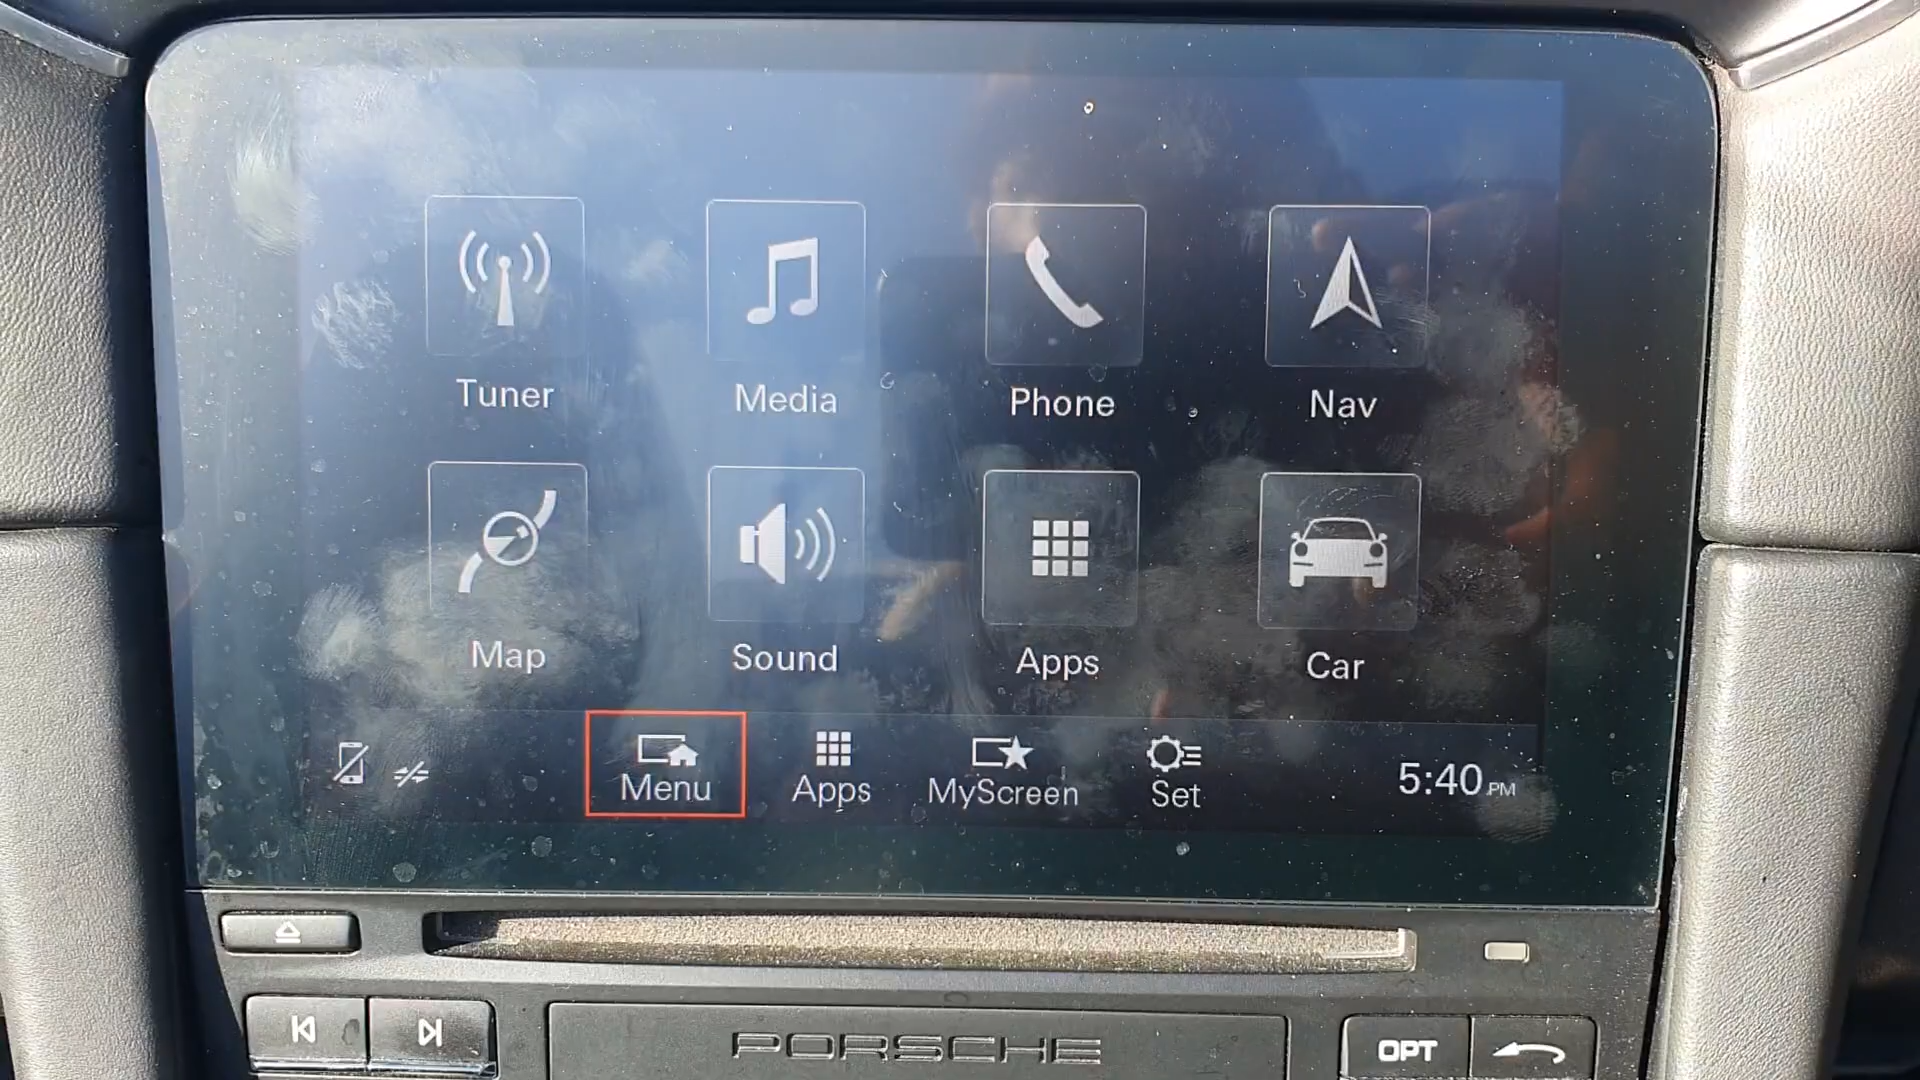 Tuner
Media
Phone
Nav
Map
Sound
Apps
Car
Menu
Apps
MyScreen
Set
5:40 PM
PORSCHE
OPT